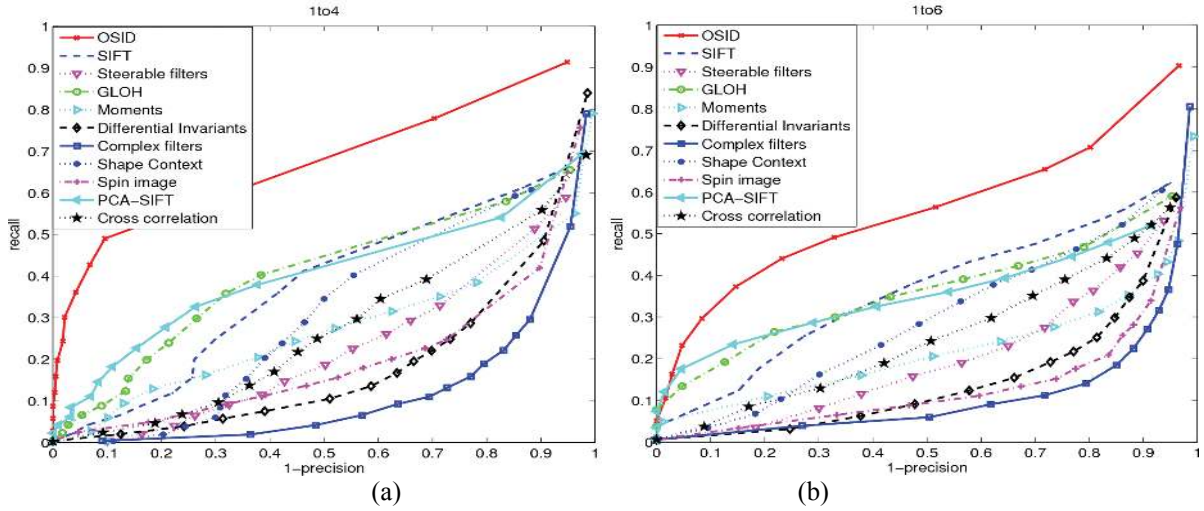 1to4
1
0.9
0.8
0.7
0.6
0.5
0.4
0.3
0.2
0.1
0
recall
OSID
SIFT
Steerable filters
GLOH
Moments
Differential Invariants
Complex filters
Shape Context
Spin image
PCA-SIFT
Cross correlation
0 0.1 0.2 0.3 0.4 0.5 0.6 0.7 0.8 0.9 1
1-precision
(a)
1to6
1
0.9
0.8
0.7
0.6
0.5
0.4
0.3
0.2
0.1
0
recall
OSID
SIFT
Steerable filters
GLOH
Moments
Differential Invariants
Complex filters
Shape Context
Spin image
PCA-SIFT
Cross correlation
0 0.1 0.2 0.3 0.4 0.5 0.6 0.7 0.8 0.9 1
1-precision
(b)